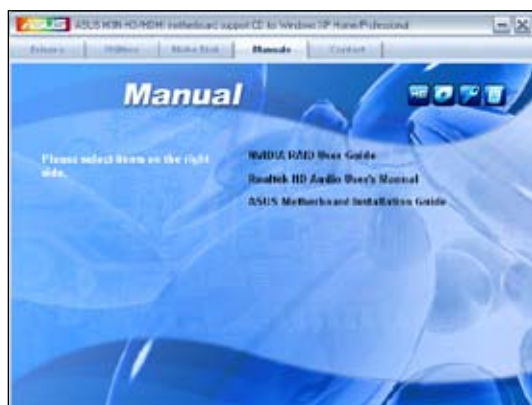 ASUS
ASUS M3N-HD/HDMI motherboard support CD for Windows XP Home/Professional
Drivers
Utilities
Make Disk
Manuals
Contact
Manual
Please select items on the right
side.
NVIDIA RAID User Guide
Realtek HD Audio User's Manual
ASUS Motherboard Installation Guide